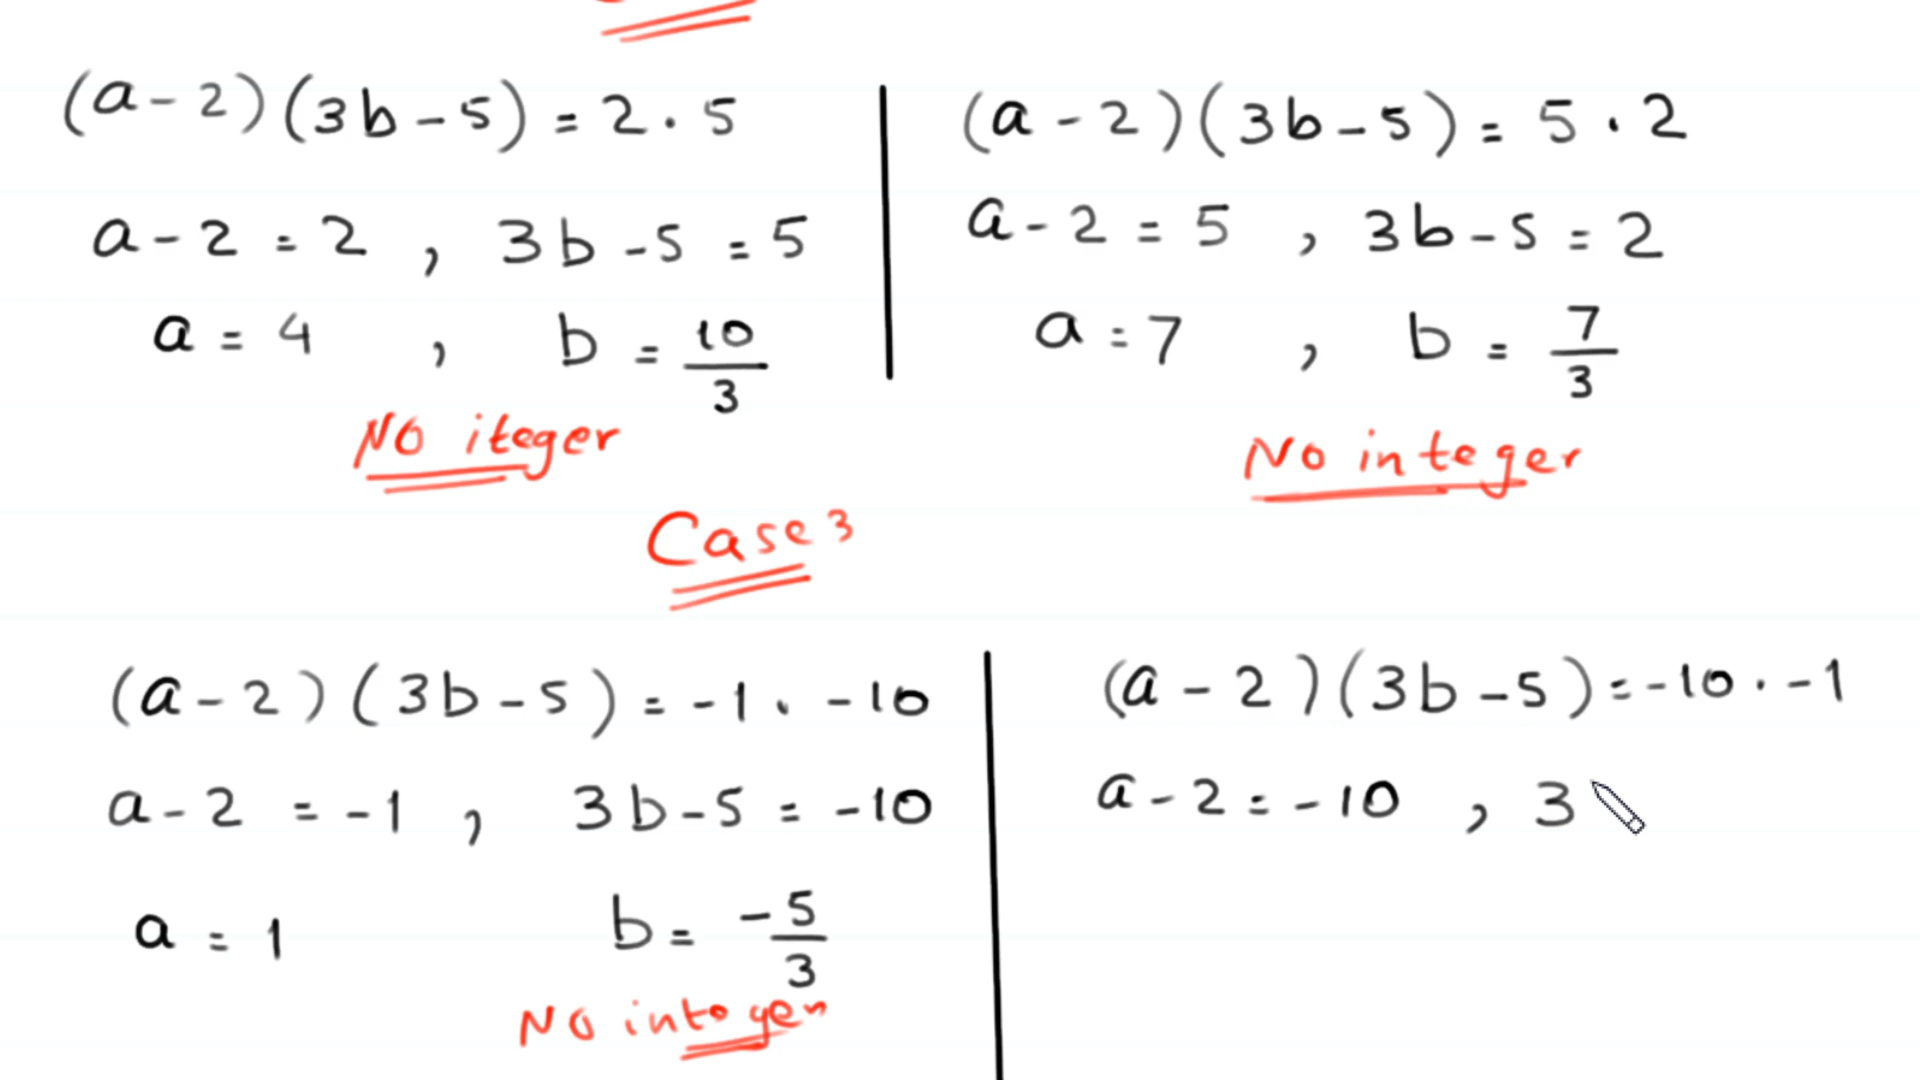 (a-2)(3b-5) = 2·5
a-2 = 2 , 3b-5 = 5
a = 4 , b = 10/3
NO iteger
(a-2)(3b-5) = 5·2
a-2 = 5 , 3b-5 = 2
a = 7 , b = 7/3
No integer
Case 3
(a-2)(3b-5) = -1·-10
a-2 = -1 , 3b-5 = -10
a = 1 b = -5/3
NO integer
(a-2)(3b-5) = -10·-1
a-2 = -10 , 3